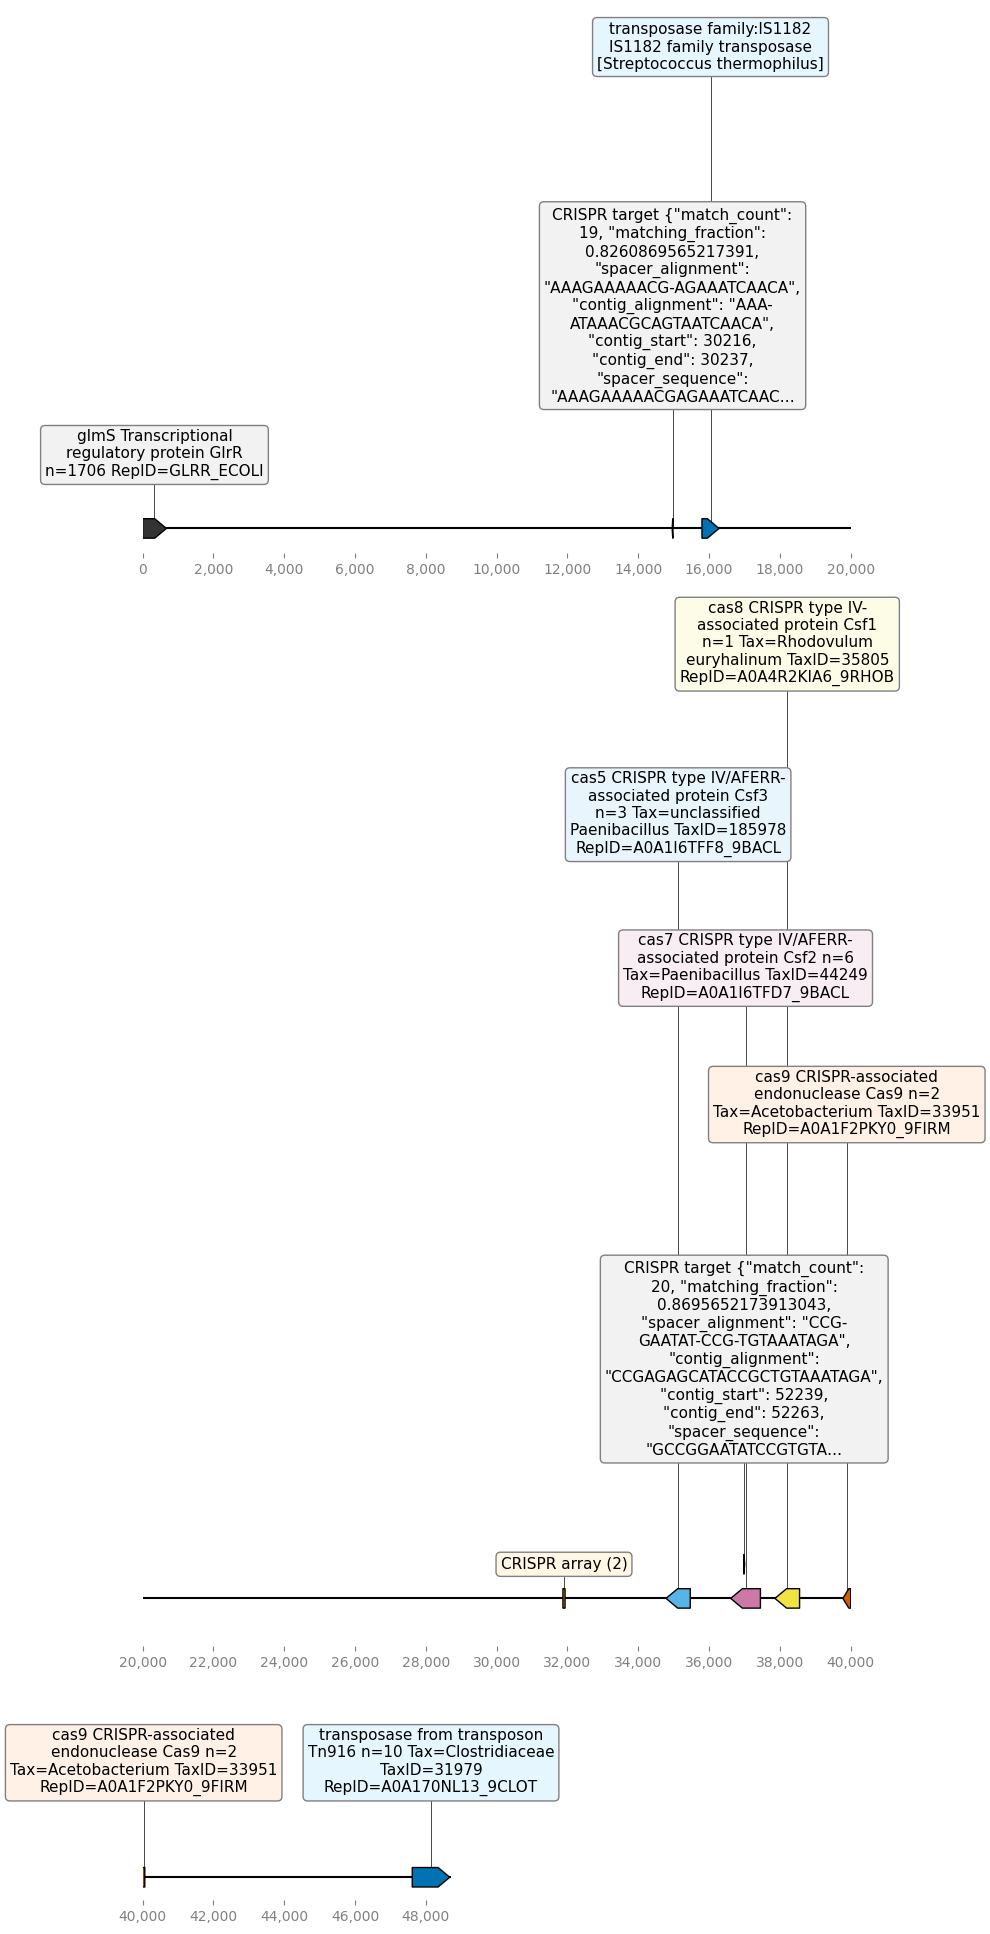 transposase family:IS1182
IS1182 family transposase
[Streptococcus thermophilus]
CRISPR target {"match_count":
19, "matching_fraction":
0.8260869565217391,
"spacer_alignment":
"AAAGAAAAACG-AGAAATCAACA",
"contig_alignment": "AAA-
ATAAACGCAGTAATCAACA",
"contig_start": 30216,
"contig_end": 30237,
"spacer_sequence":
"AAAGAAAAACGAGAAATCAAC...
glmS Transcriptional
regulatory protein GlrR
n=1706 RepID=GLRR_ECOLI
0 2,000 4,000 6,000 8,000 10,000 12,000 14,000 16,000 18,000 20,000
cas8 CRISPR type IV-
associated protein Csf1
n=1 Tax=Rhodovulum
euryhalinum TaxID=35805
RepID=A0A4R2KIA6_9RHOB
cas5 CRISPR type IV/AFERR-
associated protein Csf3
n=3 Tax=unclassified
Paenibacillus TaxID=185978
RepID=A0A1I6TFF8_9BACL
cas7 CRISPR type IV/AFERR-
associated protein Csf2 n=6
Tax=Paenibacillus TaxID=44249
RepID=A0A1I6TFD7_9BACL
cas9 CRISPR-associated
endonuclease Cas9 n=2
Tax=Acetobacterium TaxID=33951
RepID=A0A1F2PKY0_9FIRM
CRISPR target {"match_count":
20, "matching_fraction":
0.8695652173913043,
"spacer_alignment": "CCG-
GAATAT-CCG-TGTAAATAGA",
"contig_alignment":
"CCGAGAGCATACCGCTGTAAATAGA",
"contig_start": 52239,
"contig_end": 52263,
"spacer_sequence":
"GCCGGAATATCCGTGTA...
CRISPR array (2)
20,000 22,000 24,000 26,000 28,000 30,000 32,000 34,000 36,000 38,000 40,000
cas9 CRISPR-associated
endonuclease Cas9 n=2
Tax=Acetobacterium TaxID=33951
RepID=A0A1F2PKY0_9FIRM
transposase from transposon
Tn916 n=10 Tax=Clostridiaceae
TaxID=31979
RepID=A0A170NL13_9CLOT
40,000 42,000 44,000 46,000 48,000